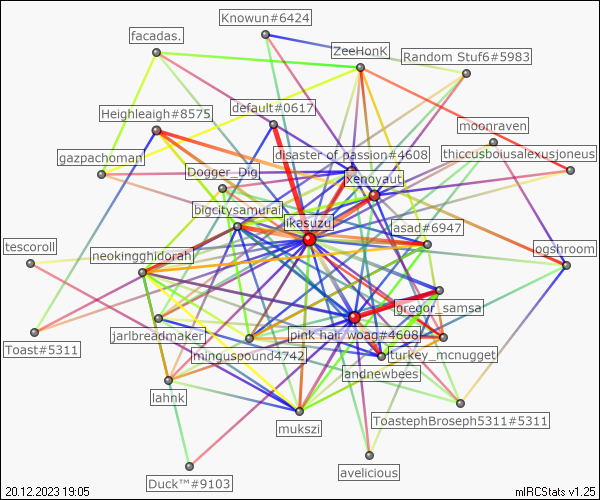 Knowun#6424
facadas.
ZeeHonK
Random Stuf6#5983
Heighleigh#8575
default#0617
moonraven
disaster of passion#4608
thiccusboiusalexusjoneus
gazpachoman
Dogger_Dig
xenovaut
bigcitysamurai
likasuzu
asad#6947
tescoroll
neokingghidorah
ogshroom
gregor_samsa
jarlbreadmaker
pink hair woag#4608
Toast#5311
minguspound4742
turkey_mcnugget
andnewbees
lahnk
ToastephBroseph5311#5311
mukszi
avelicious
Duck™#9103
20.12.2023 19:05
mIRCStats v1.25